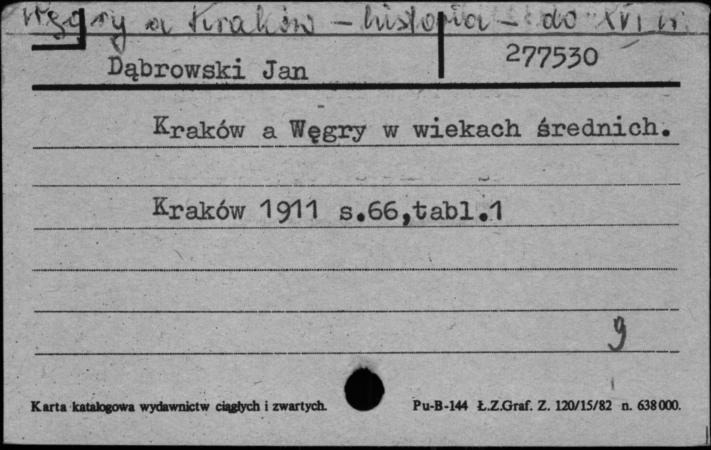 Węgry a Kraków – historia – do XVI w.
Dąbrowski Jan 277530
Kraków a Węgry w wiekach średnich.
Kraków 1911 s.66,tabl.1
9
Karta katalogowa wydawnictw ciągłych i zwartych. Pu-B-144 Ł.Z.Graf. Z. 120/15/82 n. 638000.